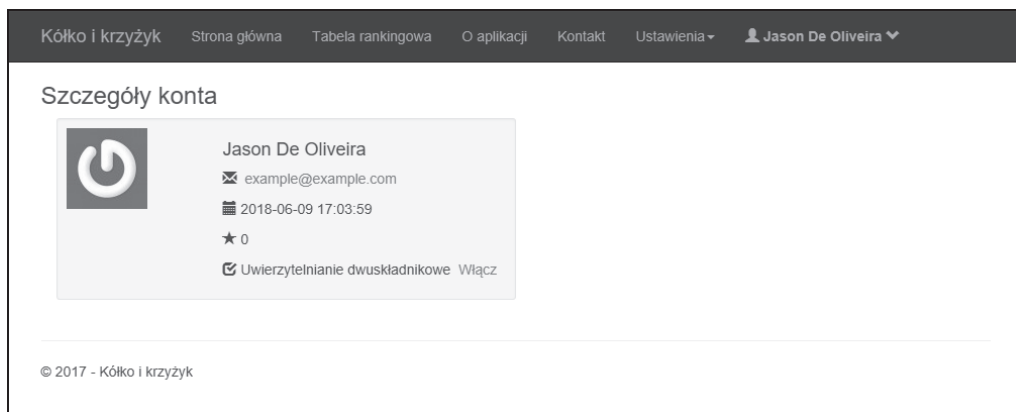 Kółko i krzyżyk Strona główna Tabela rankingowa O aplikacji Kontakt Ustawienia Jason De Oliveira
Szczegóły konta
Jason De Oliveira
example@example.com
2018-06-09 17:03:59
0
Uwierzytelnianie dwuskładnikowe Włącz
© 2017 - Kółko i krzyżyk